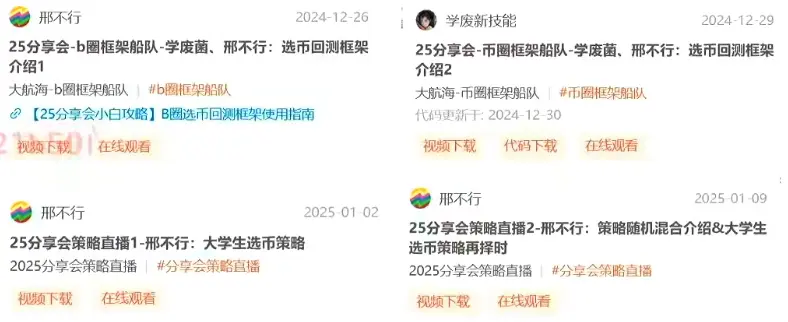 邢不行 2024-12-26
25分享会-b圈框架船队-学废菌、邢不行：选币回测框架
介绍1
大航海-b圈框架船队 | #b圈框架船队
【25分享会小白攻略】B圈选币回测框架使用指南
视频下载 在线观看
学废新技能 2024-12-29
25分享会-币圈框架船队-学废菌、邢不行：选币回测框架
介绍2
大航海-币圈框架船队 | #币圈框架船队
代码更新于: 2024-12-30
视频下载 代码下载 在线观看
邢不行 2025-01-02
25分享会策略直播1-邢不行：大学生选币策略
2025分享会策略直播 | #分享会策略直播
视频下载 在线观看
邢不行 2025-01-09
25分享会策略直播2-邢不行：策略随机混合介绍&大学生
选币策略再择时
2025分享会策略直播 | #分享会策略直播
视频下载 在线观看